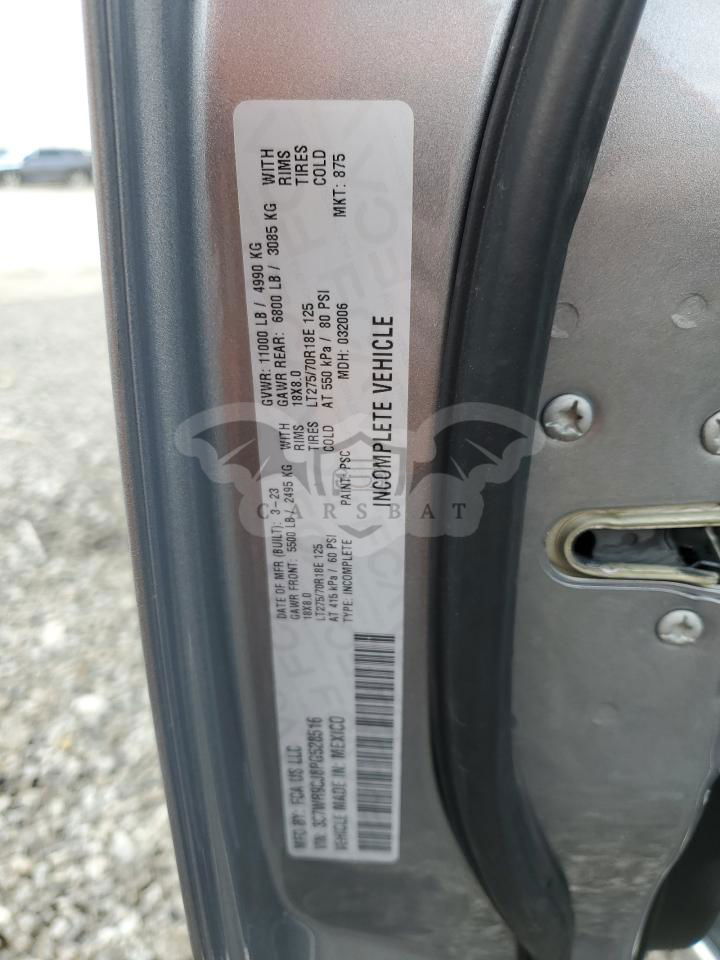 MFD BY: FCA US LLC DATE OF MFR (BUILT): 3-23 GVWR: 11000 LB / 4990 KG
GAWR FRONT: 5500 LB / 2495 KG WITH GAWR REAR: 6800 LB / 3085 KG WITH
18X8.0 RIMS 18X8.0 RIMS
LT275/70R18E 125 TIRES LT275/70R18E 125 TIRES
AT 415 kPa / 60 PSI COLD AT 550 kPa / 80 PSI COLD
VIN: 3C7WR9CJ8PG528516 TYPE: INCOMPLETE PAINT: PSC MDH: 032006 MKT: 875
VEHICLE MADE IN: MEXICO INCOMPLETE VEHICLE
CARSBAT